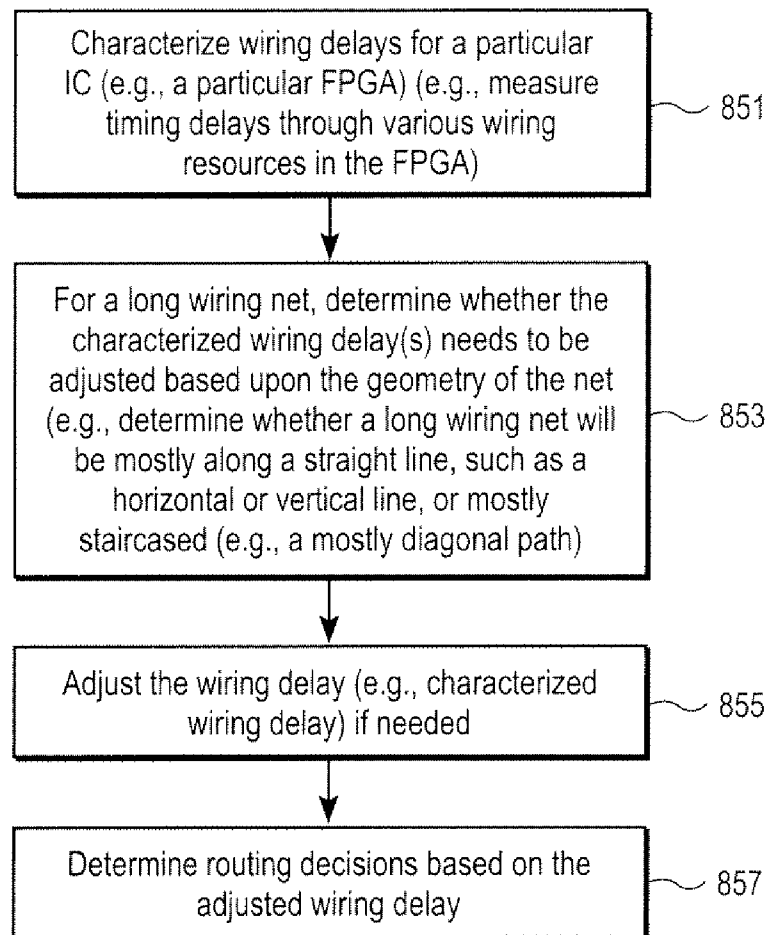 Characterize wiring delays for a particular
IC (e.g., a particular FPGA) (e.g., measure
timing delays through various wiring
resources in the FPGA)
851
For a long wiring net, determine whether the
characterized wiring delay(s) needs to be
adjusted based upon the geometry of the net
(e.g., determine whether a long wiring net will
be mostly along a straight line, such as a
horizontal or vertical line, or mostly
staircased (e.g., a mostly diagonal path)
853
Adjust the wiring delay (e.g., characterized
wiring delay) if needed
855
Determine routing decisions based on the
adjusted wiring delay
857